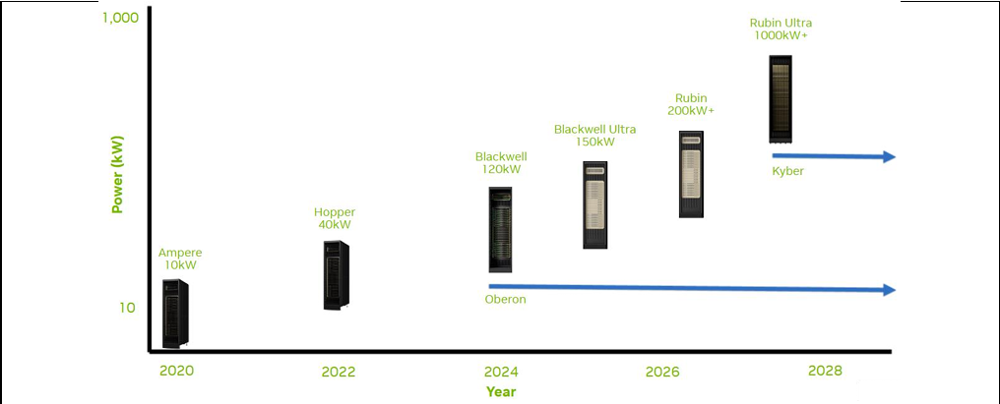 1,000
Rubin Ultra
1000kW+
Rubin
200kW+
Blackwell Ultra
150kW
Blackwell
120kW
Kyber
Hopper
40kW
Power (kW)
Ampere
10kW
Oberon
10
2020
2022
2024
2026
2028
Year